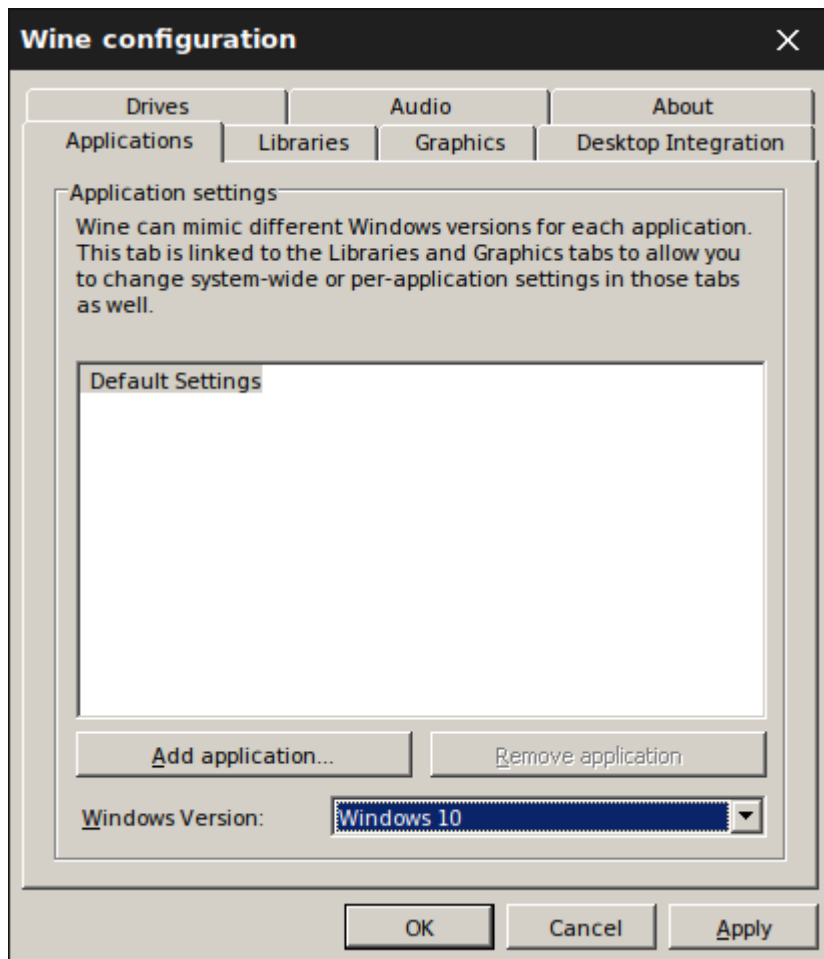 Wine configuration
Drives
Audio
About
Applications
Libraries
Graphics
Desktop Integration
Application settings
Wine can mimic different Windows versions for each application.
This tab is linked to the Libraries and Graphics tabs to allow you
to change system-wide or per-application settings in those tabs
as well.
Default Settings
Add application...
Remove application
Windows Version:
Windows 10
OK
Cancel
Apply